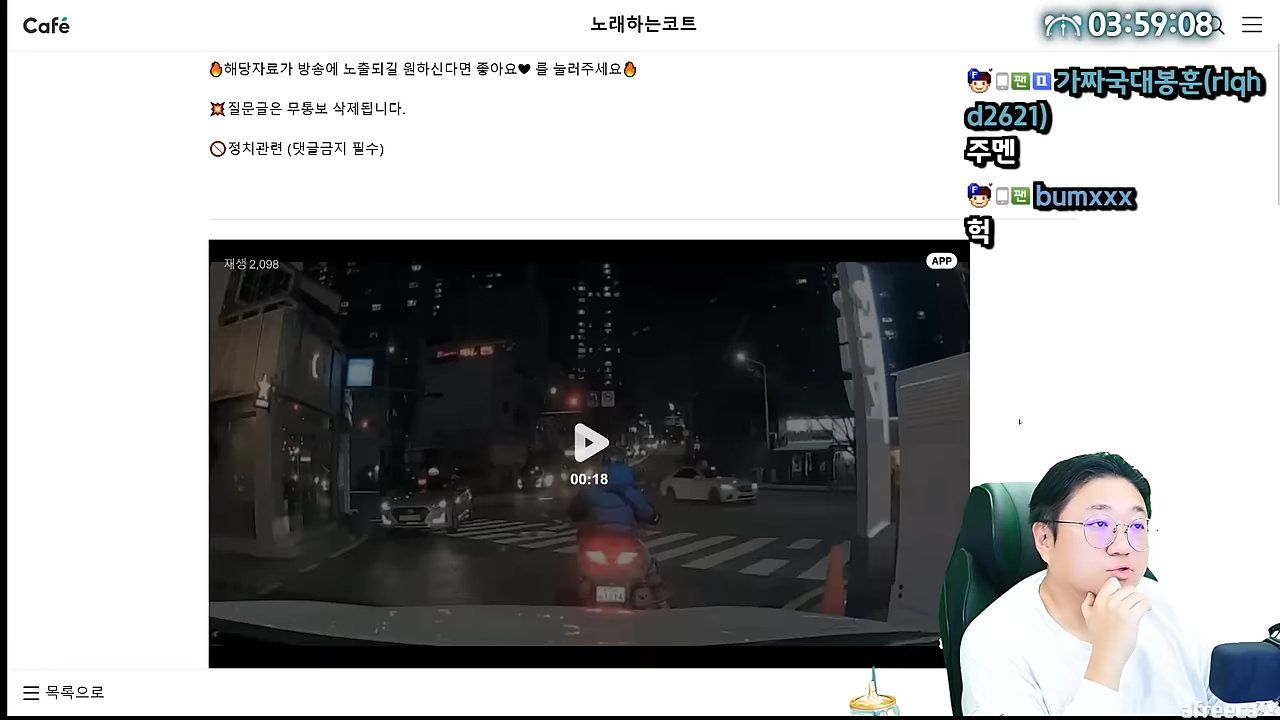 Café
노래하는코트
03:59:08
🔥해당자료가 방송에 노출되길 원하신다면 좋아요♥ 를 눌러주세요🔥
💥질문글은 무통보 삭제됩니다.
🚫정치관련 (댓글금지 필수)
팬
가짜국대봉훈(rlqh
d2621)
주멘
팬 bumxxx
헉
재생 2,098
APP
00:18
목록으로
afreeca